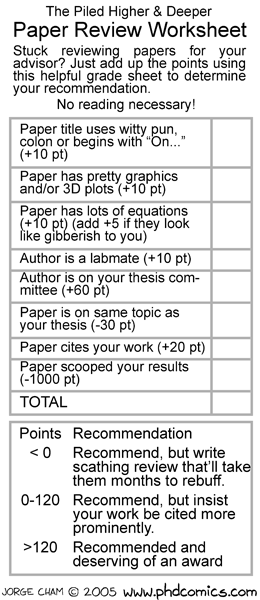 The Piled Higher & Deeper
Paper Review Worksheet
Stuck reviewing papers for your
advisor? Just add up the points using
this helpful grade sheet to determine
your recommendation.
No reading necessary!
Paper title uses witty pun,
colon or begins with "On..."
(+10 pt)
Paper has pretty graphics
and/or 3D plots (+10 pt)
Paper has lots of equations
(+10 pt) (add +5 if they look
like gibberish to you)
Author is a labmate (+10 pt)
Author is on your thesis com-
mittee (+60 pt)
Paper is on same topic as
your thesis (-30 pt)
Paper cites your work (+20 pt)
Paper scooped your results
(-1000 pt)
TOTAL
Points Recommendation
< 0 Recommend, but write
scathing review that'll take
them months to rebuff.
0-120 Recommend, but insist
your work be cited more
prominently.
>120 Recommended and
deserving of an award
JORGE CHAM © 2005 www.phdcomics.com